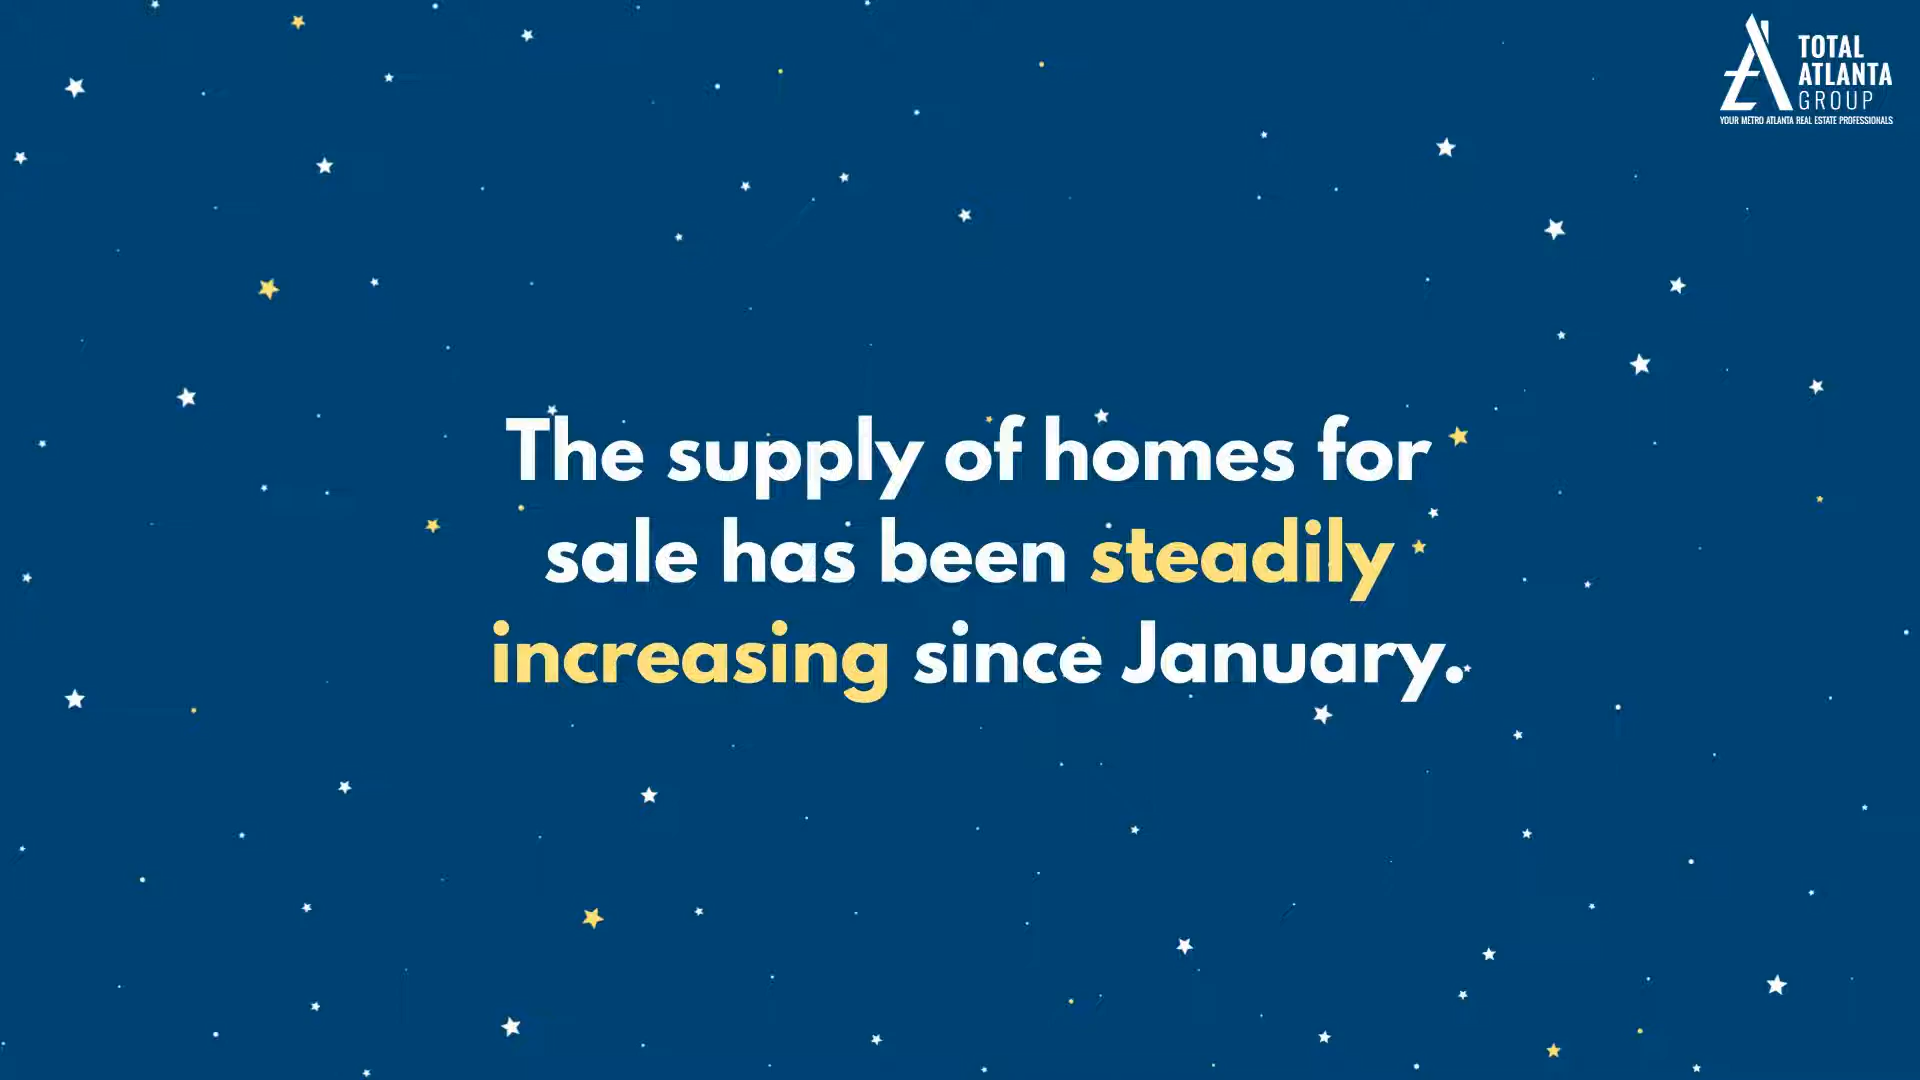 TOTAL
ATLANTA
GROUP
YOUR METRO ATLANTA REAL ESTATE PROFESSIONALS
The supply of homes for
sale has been steadily
increasing since January.